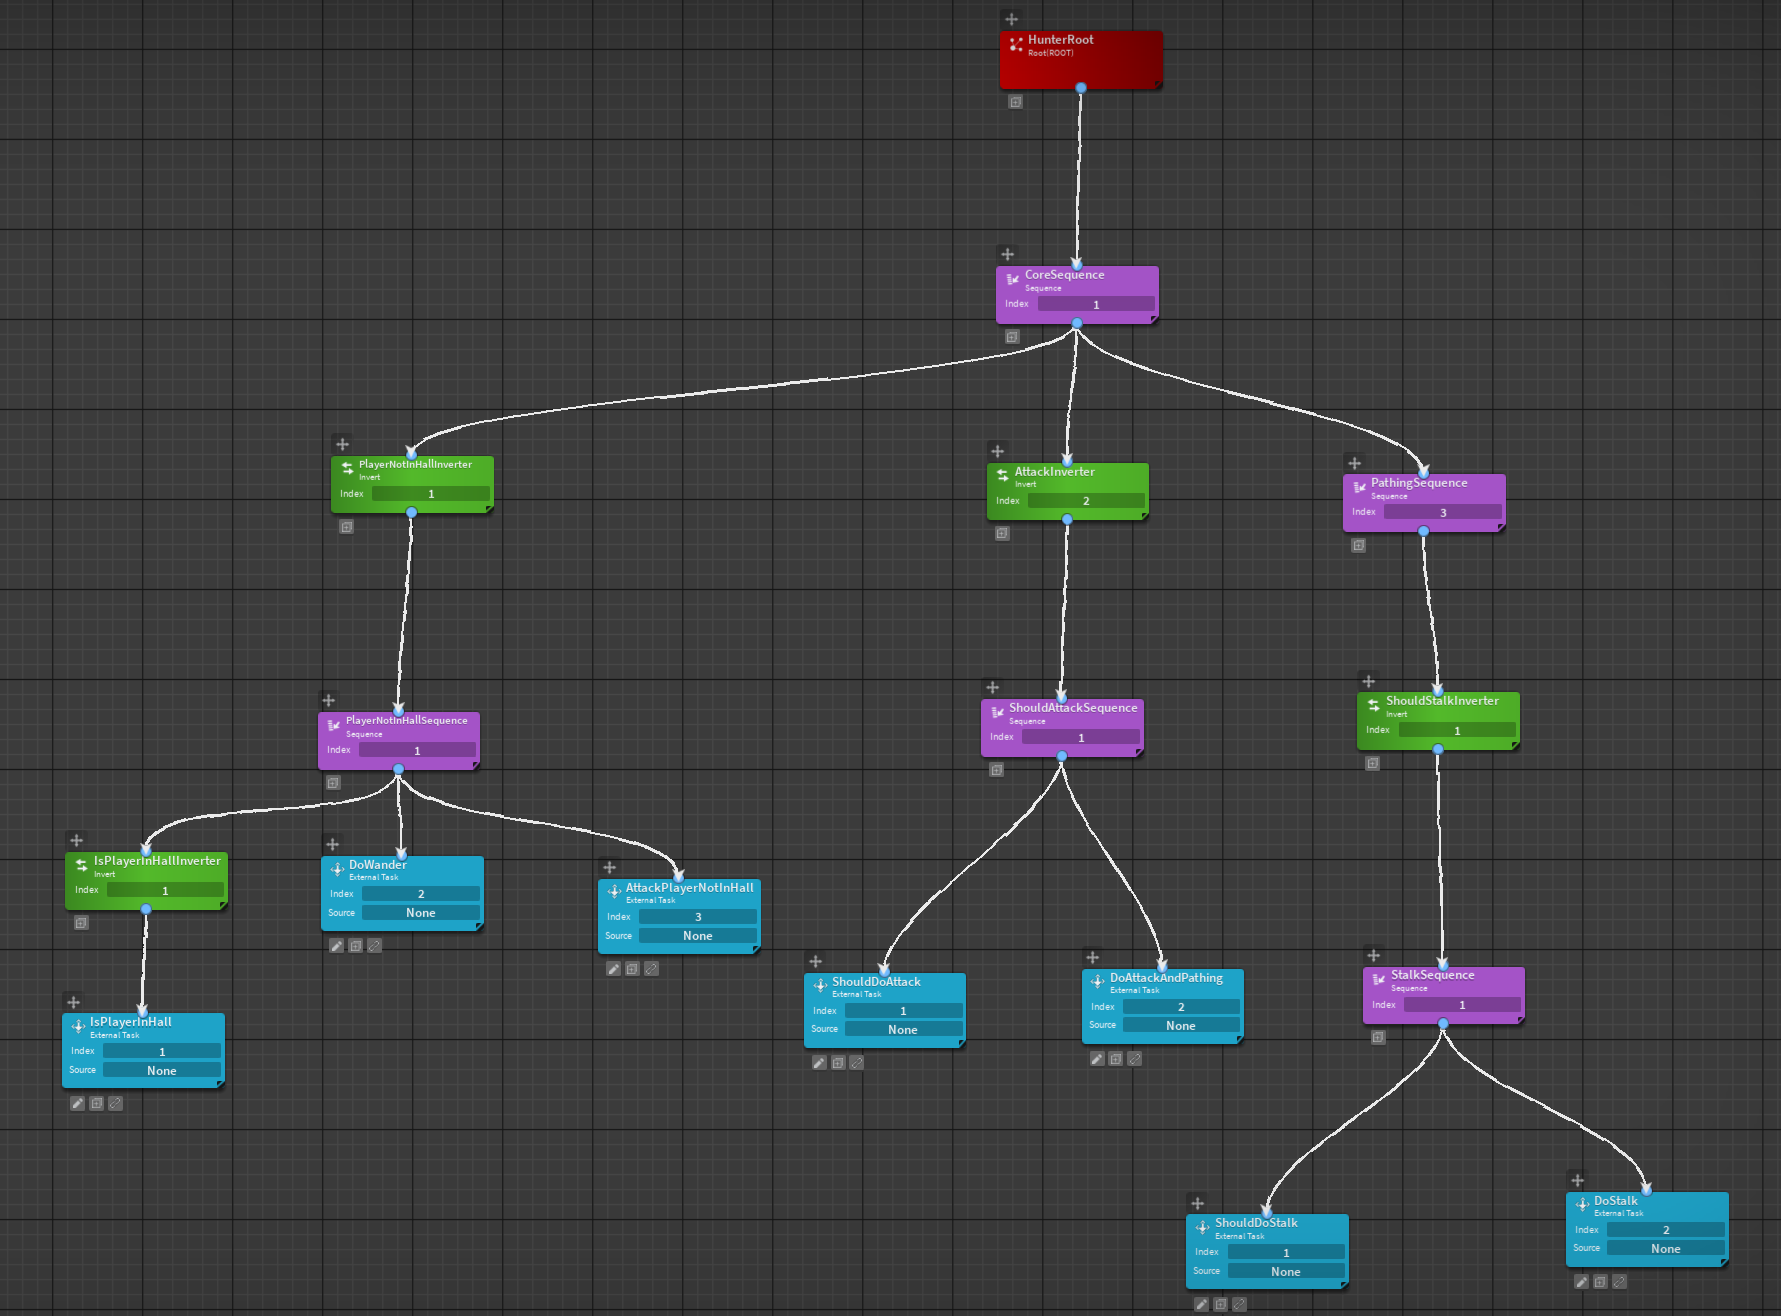 HunterRoot
Root(ROOT)
CoreSequence
Sequence
Index 1
PlayerNotInHallInverter
Invert
Index 1
AttackInverter
Invert
Index 2
PathingSequence
Sequence
Index 3
PlayerNotInHallSequence
Sequence
Index 1
ShouldAttackSequence
Sequence
Index 1
ShouldStalkInverter
Invert
Index 1
IsPlayerInHallInverter
Invert
Index 1
DoWander
External Task
Index 2
Source None
AttackPlayerNotInHall
External Task
Index 3
Source None
IsPlayerInHall
External Task
Index 1
Source None
ShouldDoAttack
External Task
Index 1
Source None
DoAttackAndPathing
External Task
Index 2
Source None
StalkSequence
Sequence
Index 1
ShouldDoStalk
External Task
Index 1
Source None
DoStalk
External Task
Index 2
Source None